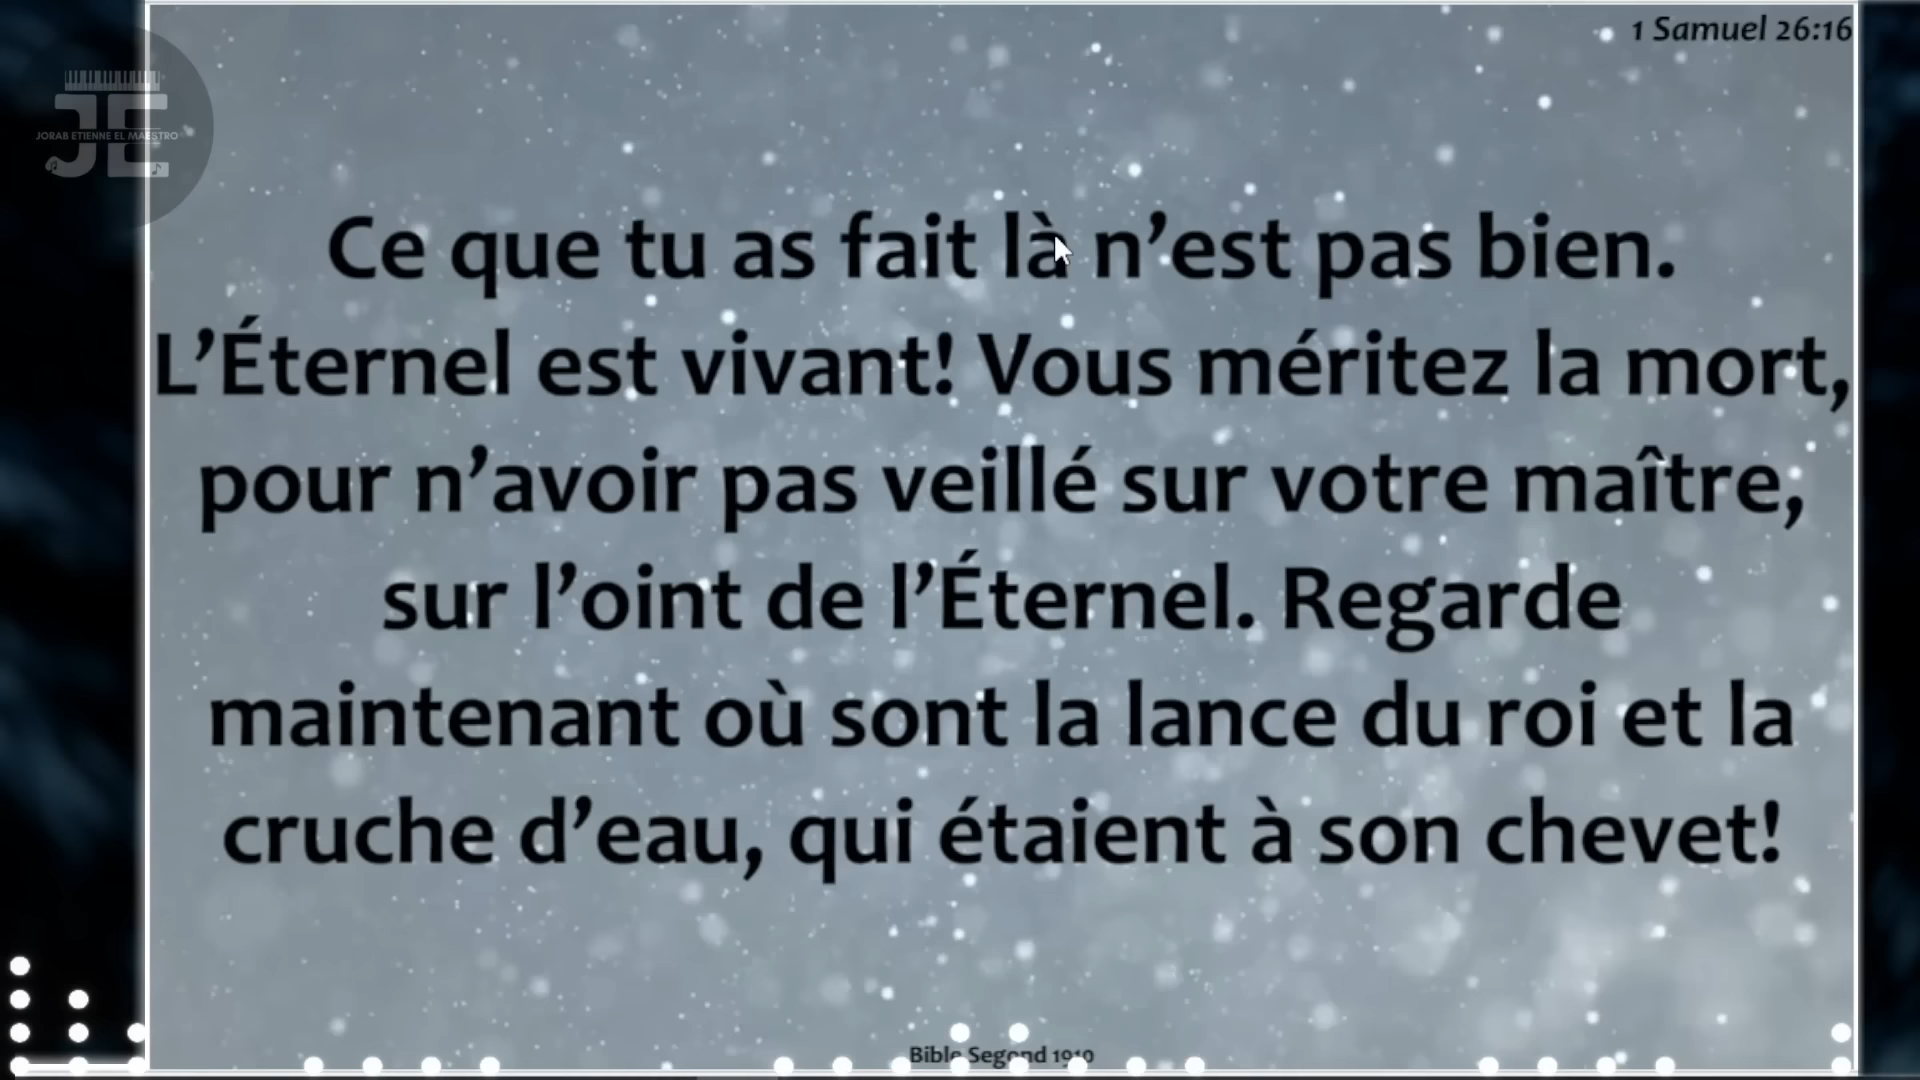 1 Samuel 26:16
JE
JORAB ETIENNE EL MAESTRO
Ce que tu as fait là n’est pas bien.
L’Éternel est vivant! Vous méritez la mort,
pour n’avoir pas veillé sur votre maître,
sur l’oint de l’Éternel. Regarde
maintenant où sont la lance du roi et la
cruche d’eau, qui étaient à son chevet!
Bible Segond 1910